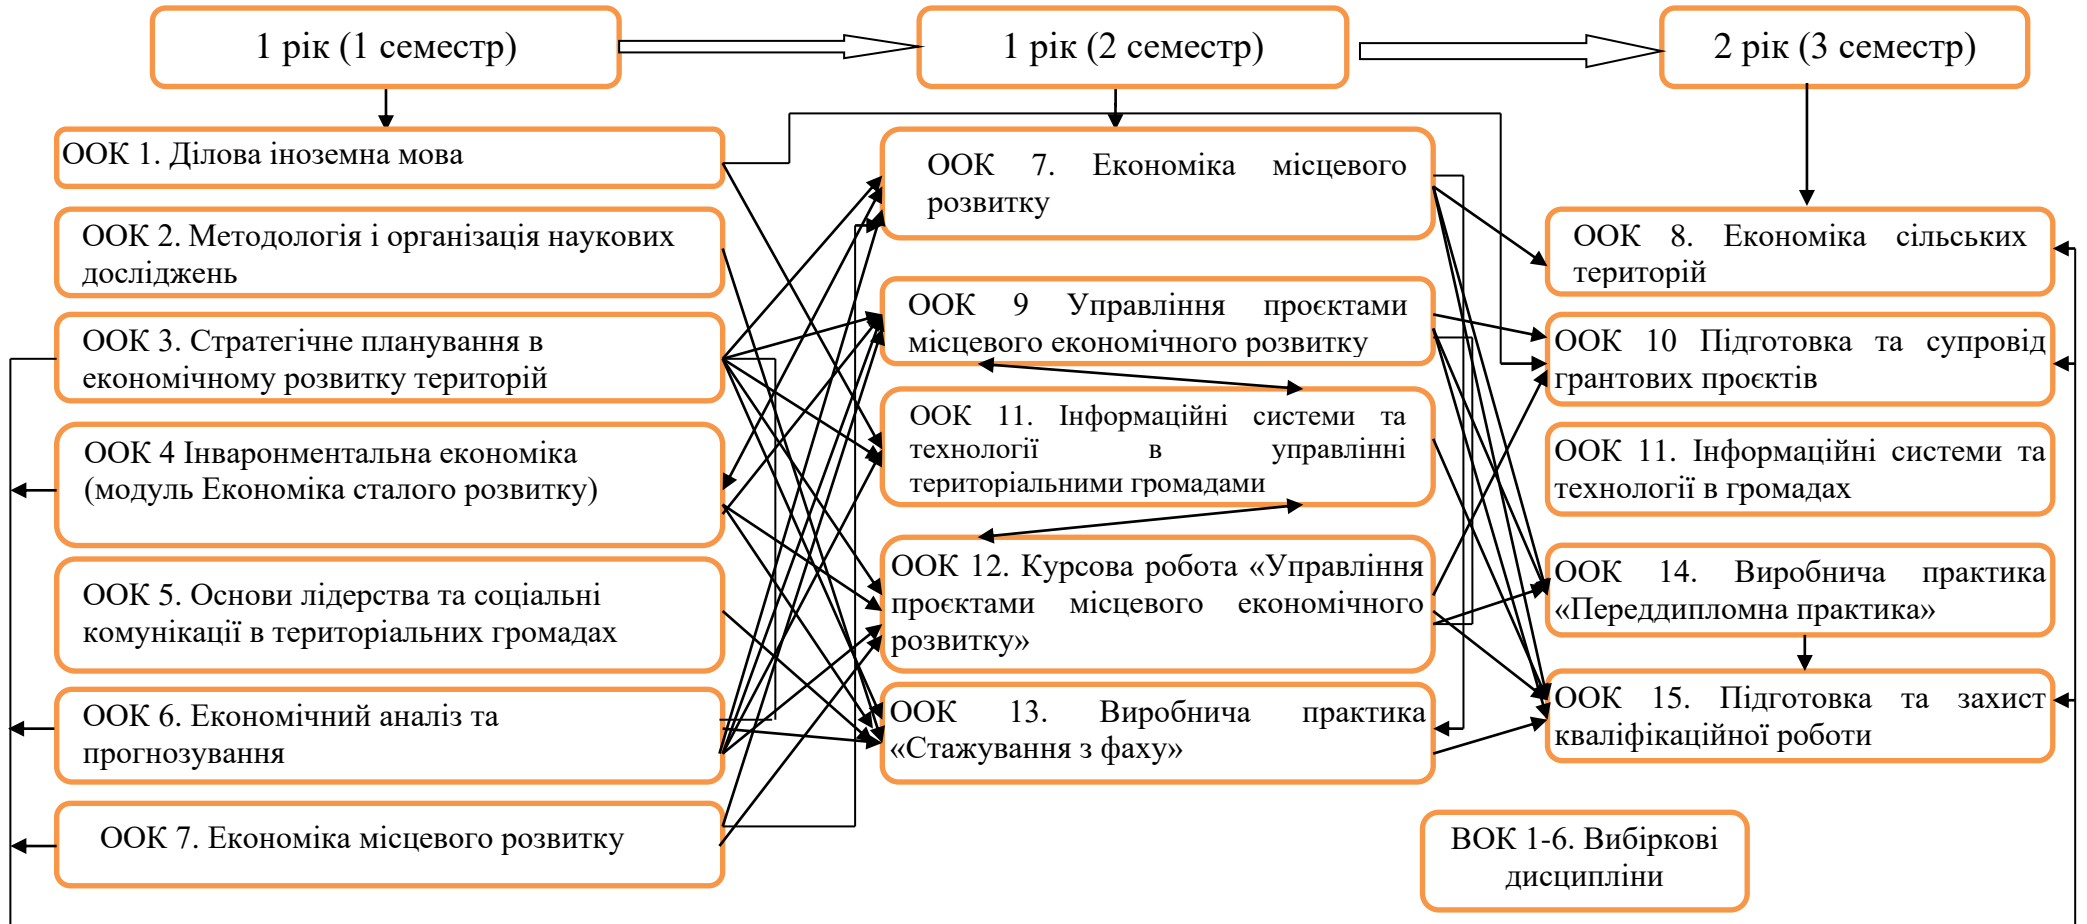 1 рік (1 семестр)
1 рік (2 семестр)
2 рік (3 семестр)
ООК 1. Ділова іноземна мова
ООК 2. Методологія і організація наукових
досліджень
ООК 3. Стратегічне планування в
економічному розвитку територій
ООК 4 Інваронментальна економіка
(модуль Економіка сталого розвитку)
ООК 5. Основи лідерства та соціальні
комунікації в територіальних громадах
ООК 6. Економічний аналіз та
прогнозування
ООК 7. Економіка місцевого розвитку
ООК 7. Економіка місцевого
розвитку
ООК 9 Управління проєктами
місцевого економічного розвитку
ООК 11. Інформаційні системи та
технології в управлінні
територіальними громадами
ООК 12. Курсова робота «Управління
проєктами місцевого економічного
розвитку»
ООК 13. Виробнича практика
«Стажування з фаху»
ООК 8. Економіка сільських
територій
ООК 10 Підготовка та супровід
грантових проєктів
ООК 11. Інформаційні системи та
технології в громадах
ООК 14. Виробнича практика
«Переддипломна практика»
ООК 15. Підготовка та захист
кваліфікаційної роботи
ВОК 1-6. Вибіркові
дисципліни